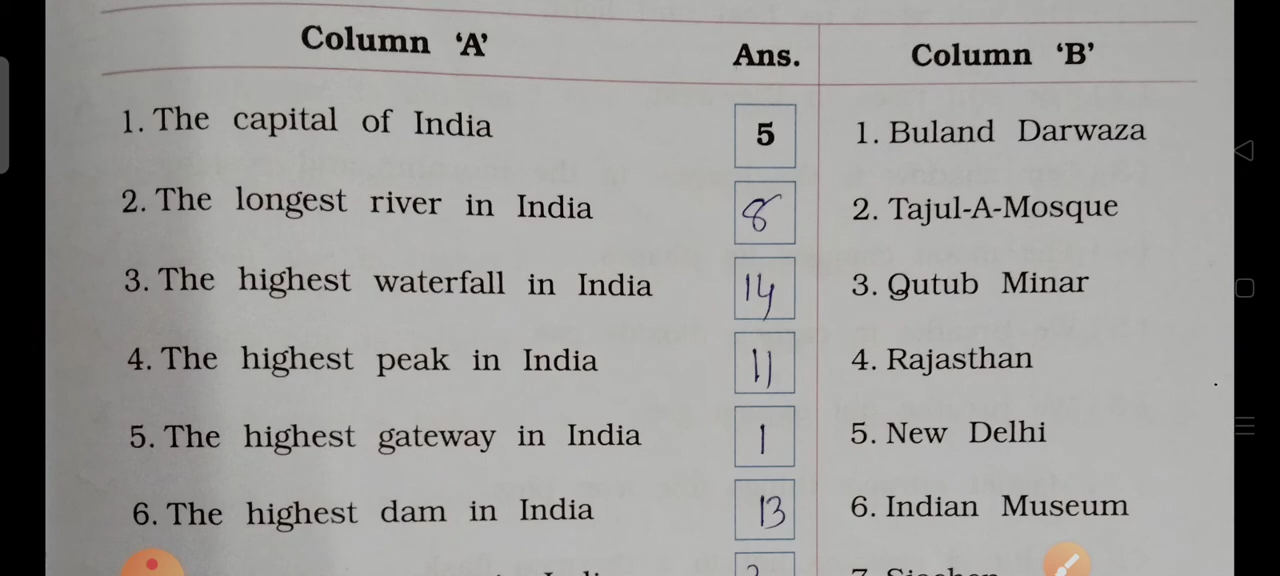 Column 'A' Ans. Column 'B'
1. The capital of India 5 1. Buland Darwaza
2. The longest river in India 8 2. Tajul-A-Mosque
3. The highest waterfall in India 14 3. Qutub Minar
4. The highest peak in India 11 4. Rajasthan
5. The highest gateway in India 1 5. New Delhi
6. The highest dam in India 13 6. Indian Museum